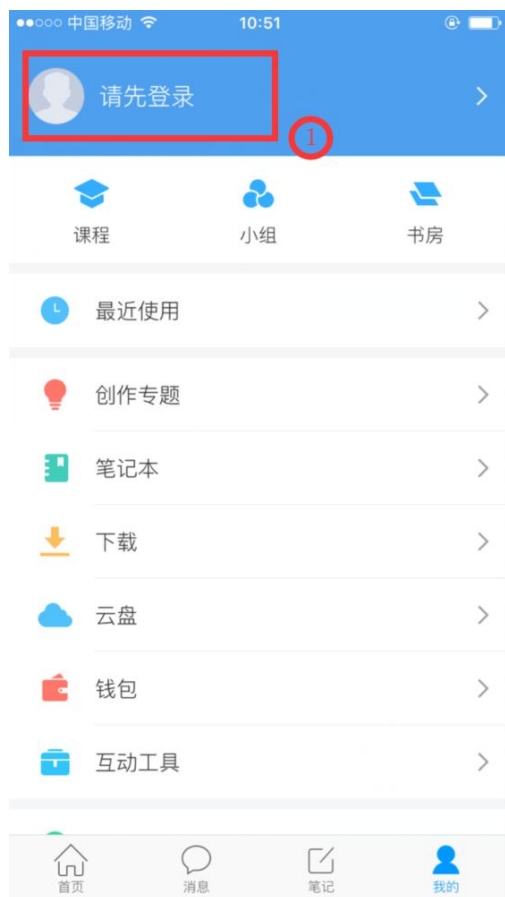 中国移动 10:51
请先登录
1
课程 小组 书房
最近使用
创作专题
笔记本
下载
云盘
钱包
互动工具
首页 消息 笔记 我的